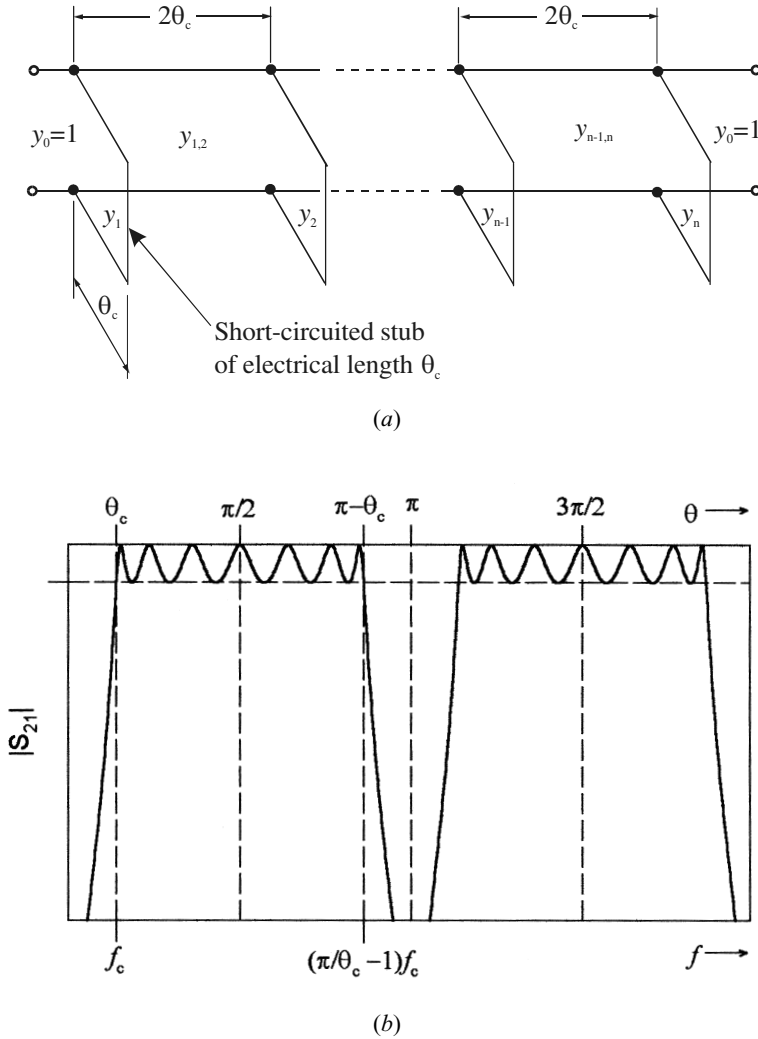 2θc 2θc
y0=1 y1,2 yn-1,n y0=1
y1 y2 yn-1 yn
θc
Short-circuited stub
of electrical length θc
(a)
θc π/2 π−θc π 3π/2 θ
|S21|
fc (π/θc −1)fc f
(b)